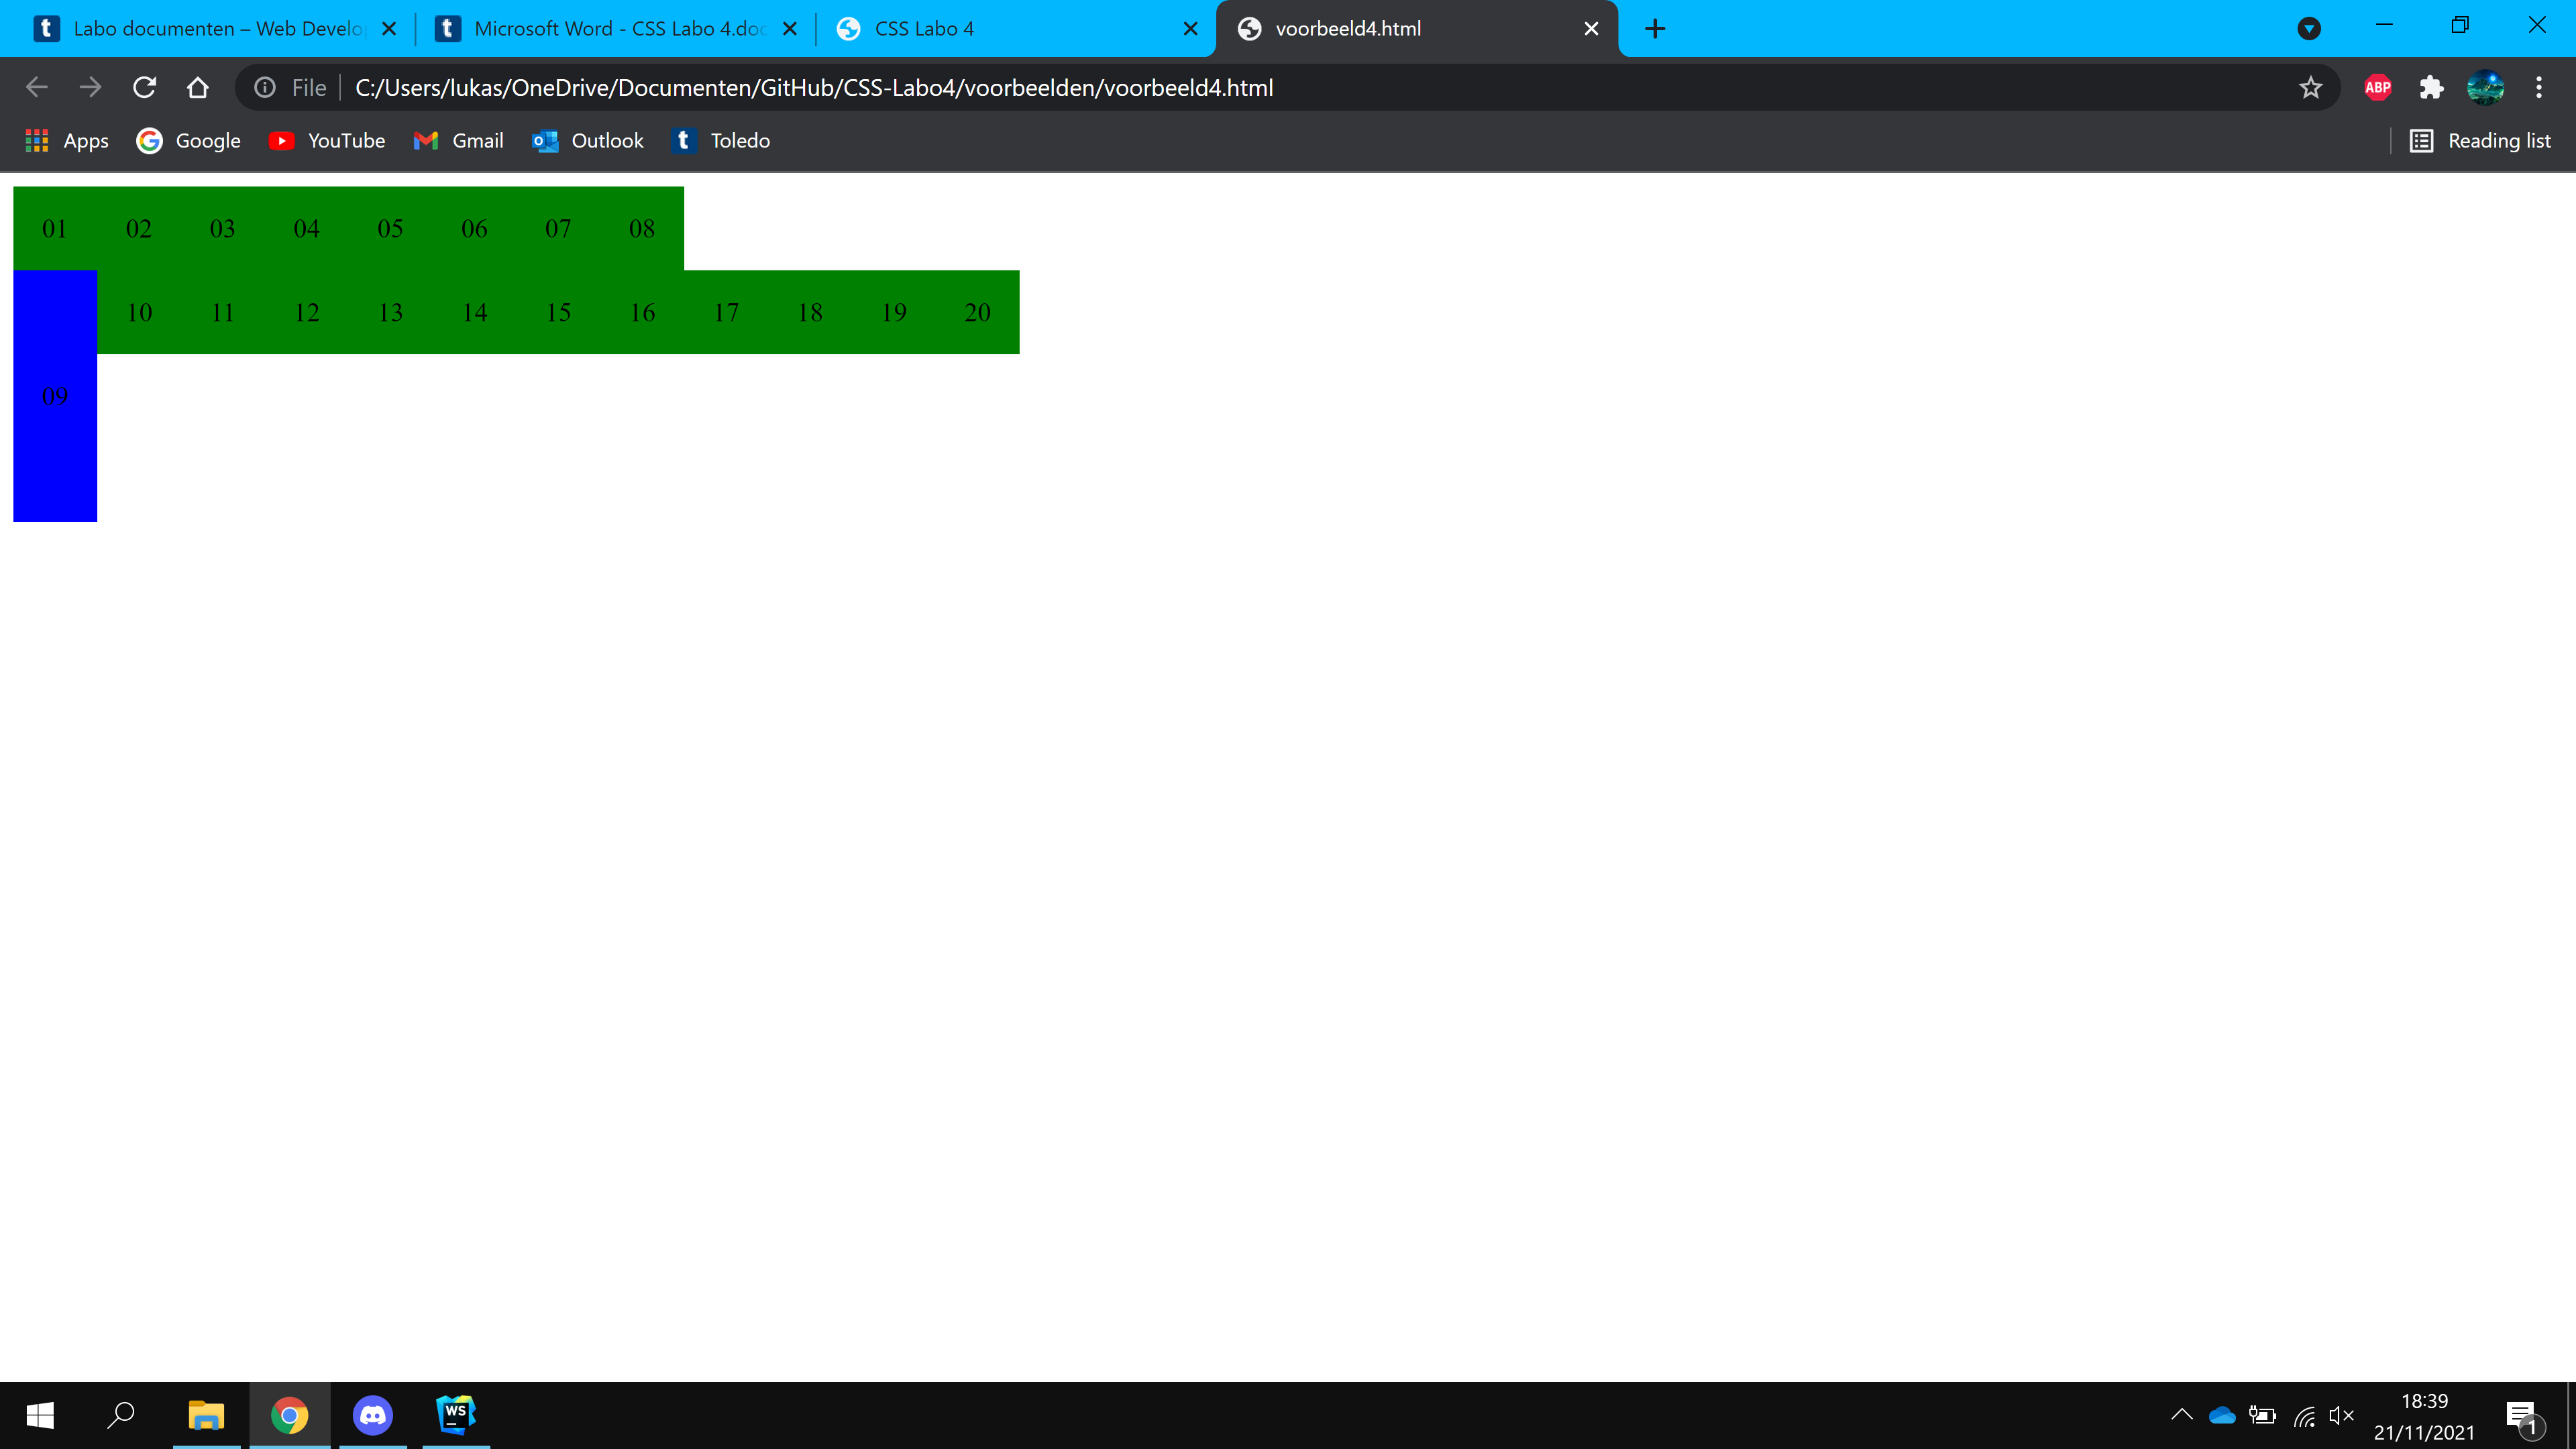 Labo documenten – Web Develo
Microsoft Word - CSS Labo 4.doc
CSS Labo 4
voorbeeld4.html
File
C:/Users/lukas/OneDrive/Documenten/GitHub/CSS-Labo4/voorbeelden/voorbeeld4.html
ABP
Apps
Google
YouTube
Gmail
Outlook
Toledo
Reading list
01 02 03 04 05 06 07 08
10 11 12 13 14 15 16 17 18 19 20
09
WS
18:39
21/11/2021
1